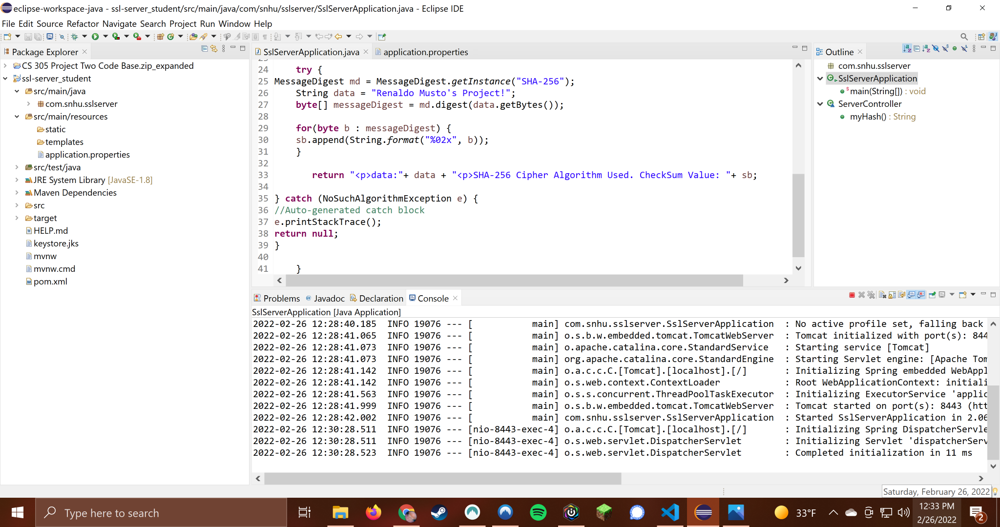 eclipse-workspace-java - ssl-server_student/src/main/java/com/snhu/sslserver/SslServerApplication.java - Eclipse IDE
File Edit Source Refactor Navigate Search Project Run Window Help
Package Explorer
CS 305 Project Two Code Base.zip_expanded
ssl-server_student
src/main/java
com.snhu.sslserver
src/main/resources
static
templates
application.properties
src/test/java
JRE System Library [JavaSE-1.8]
Maven Dependencies
src
target
HELP.md
keystore.jks
mvnw
mvnw.cmd
pom.xml
SslServerApplication.java application.properties
24 try {
25 MessageDigest md = MessageDigest.getInstance("SHA-256");
26 String data = "Renaldo Musto's Project!";
27 byte[] messageDigest = md.digest(data.getBytes());
28
29 for(byte b : messageDigest) {
30 sb.append(String.format("%02x", b));
31 }
32
33 return "<p>data:"+ data + "<p>SHA-256 Cipher Algorithm Used. CheckSum Value: "+ sb;
34
35 } catch (NoSuchAlgorithmException e) {
36 //Auto-generated catch block
37 e.printStackTrace();
38 return null;
39 }
40
41 }
Outline
com.snhu.sslserver
SslServerApplication
main(String[]) : void
ServerController
myHash() : String
Problems Javadoc Declaration Console
SslServerApplication [Java Application]
2022-02-26 12:28:40.185 INFO 19076 --- [ main] com.snhu.sslserver.SslServerApplication : No active profile set, falling back
2022-02-26 12:28:41.065 INFO 19076 --- [ main] o.s.b.w.embedded.tomcat.TomcatWebServer : Tomcat initialized with port(s): 844
2022-02-26 12:28:41.073 INFO 19076 --- [ main] o.apache.catalina.core.StandardService : Starting service [Tomcat]
2022-02-26 12:28:41.073 INFO 19076 --- [ main] org.apache.catalina.core.StandardEngine : Starting Servlet engine: [Apache Tom
2022-02-26 12:28:41.142 INFO 19076 --- [ main] o.a.c.c.C.[Tomcat].[localhost].[/] : Initializing Spring embedded WebAppl
2022-02-26 12:28:41.142 INFO 19076 --- [ main] o.s.web.context.ContextLoader : Root WebApplicationContext: initiali
2022-02-26 12:28:41.563 INFO 19076 --- [ main] o.s.s.concurrent.ThreadPoolTaskExecutor : Initializing ExecutorService 'applic
2022-02-26 12:28:41.999 INFO 19076 --- [ main] o.s.b.w.embedded.tomcat.TomcatWebServer : Tomcat started on port(s): 8443 (htt
2022-02-26 12:28:42.002 INFO 19076 --- [ main] com.snhu.sslserver.SslServerApplication : Started SslServerApplication in 2.06
2022-02-26 12:30:28.511 INFO 19076 --- [nio-8443-exec-4] o.a.c.c.C.[Tomcat].[localhost].[/] : Initializing Spring DispatcherServle
2022-02-26 12:30:28.511 INFO 19076 --- [nio-8443-exec-4] o.s.web.servlet.DispatcherServlet : Initializing Servlet 'dispatcherServ
2022-02-26 12:30:28.523 INFO 19076 --- [nio-8443-exec-4] o.s.web.servlet.DispatcherServlet : Completed initialization in 11 ms
Saturday, February 26, 2022
Type here to search
33°F
12:33 PM
2/26/2022
2